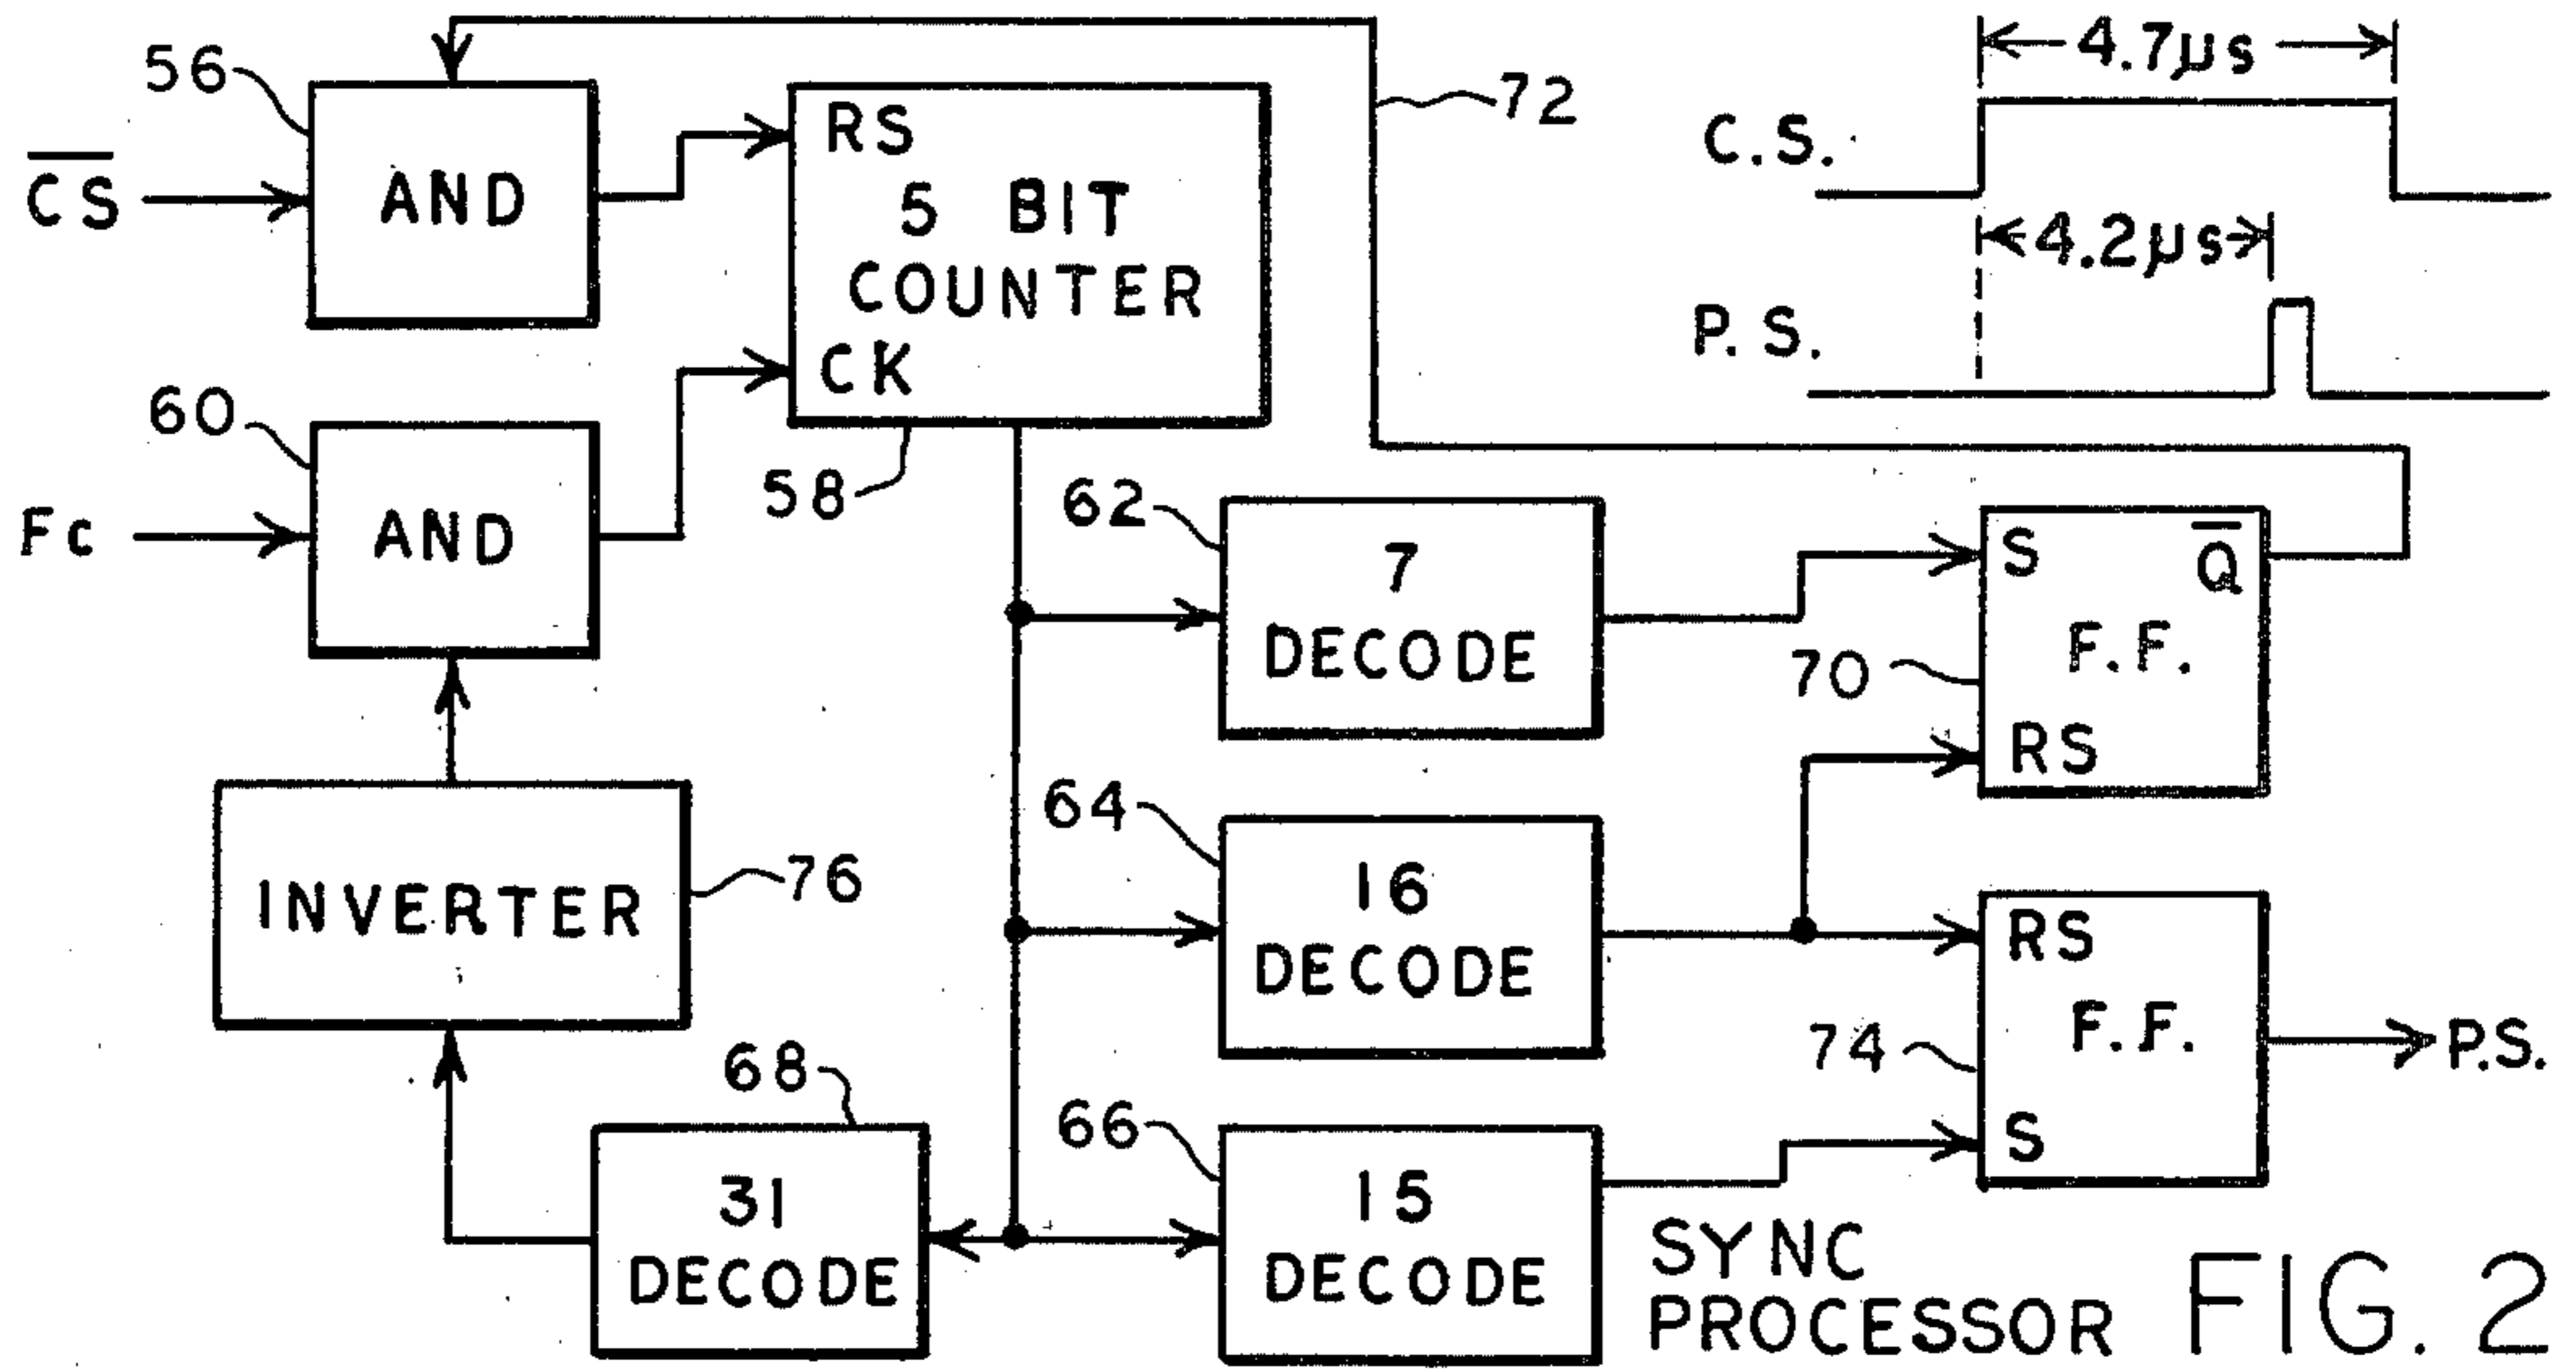 56
AND
C̅S̅
RS
5 BIT
COUNTER
CK
58
72
4.7µs
C.S.
4.2µs
P.S.
60
Fc
AND
62
7
DECODE
S
Q̅
F.F.
RS
70
INVERTER
76
64
16
DECODE
RS
F.F.
S
74
P.S.
68
31
DECODE
66
15
DECODE
SYNC
PROCESSOR
FIG. 2